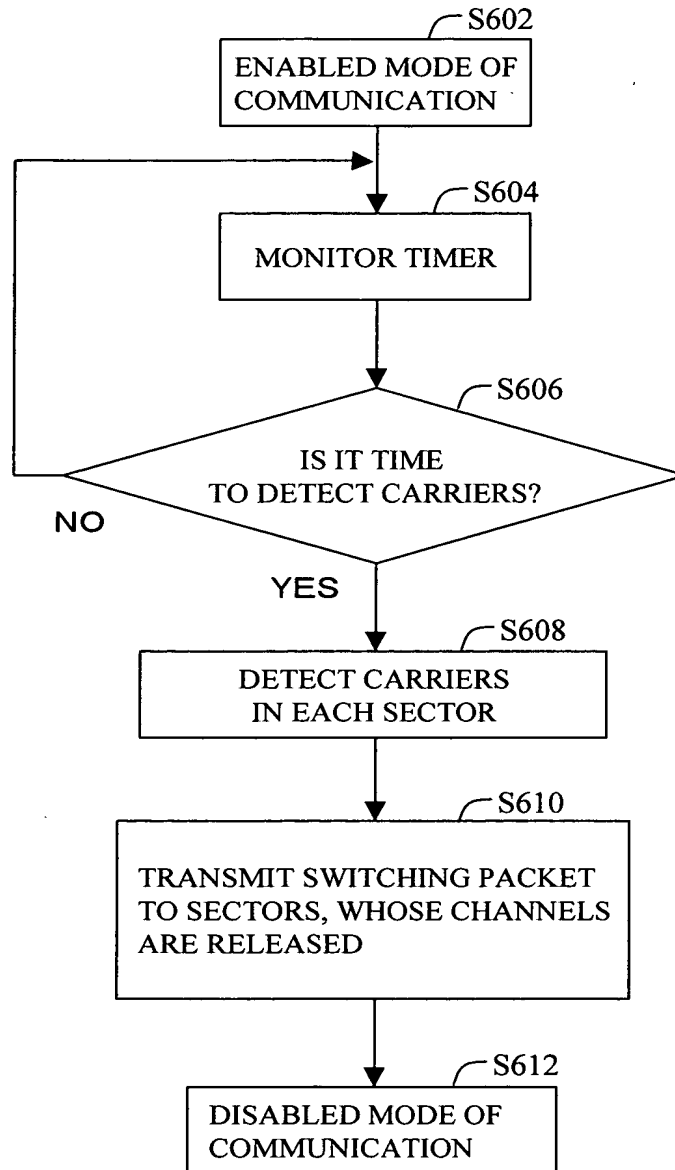 S602
ENABLED MODE OF
COMMUNICATION
S604
MONITOR TIMER
S606
IS IT TIME
TO DETECT CARRIERS?
NO
YES
S608
DETECT CARRIERS
IN EACH SECTOR
S610
TRANSMIT SWITCHING PACKET
TO SECTORS, WHOSE CHANNELS
ARE RELEASED
S612
DISABLED MODE OF
COMMUNICATION